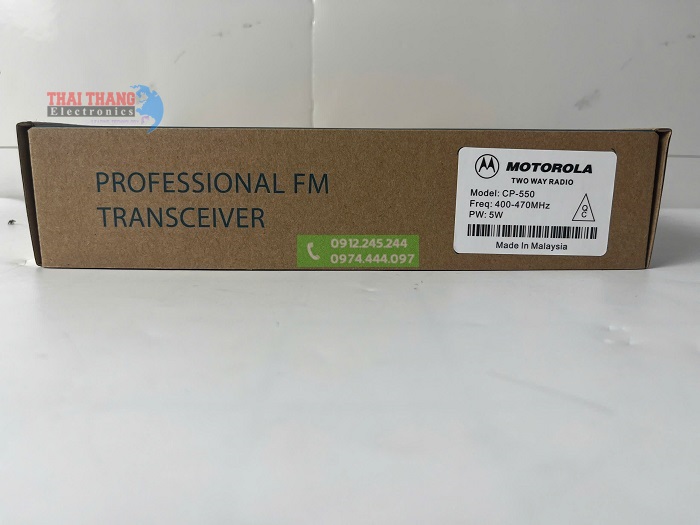 THAI THANG
Electronics
PROFESSIONAL FM
TRANSCEIVER
MOTOROLA
TWO WAY RADIO
Model: CP-550
Freq: 400-470MHz
PW: 5W
Q
C
Made In Malaysia
0912.245.244
0974.444.097